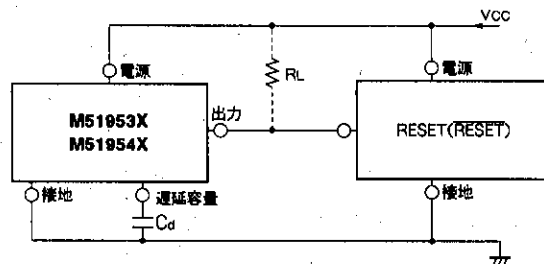 VCC
電源
電源
RL
M51953X
M51954X
出力
RESET(RESET)
接地
遅延容量
接地
Cd